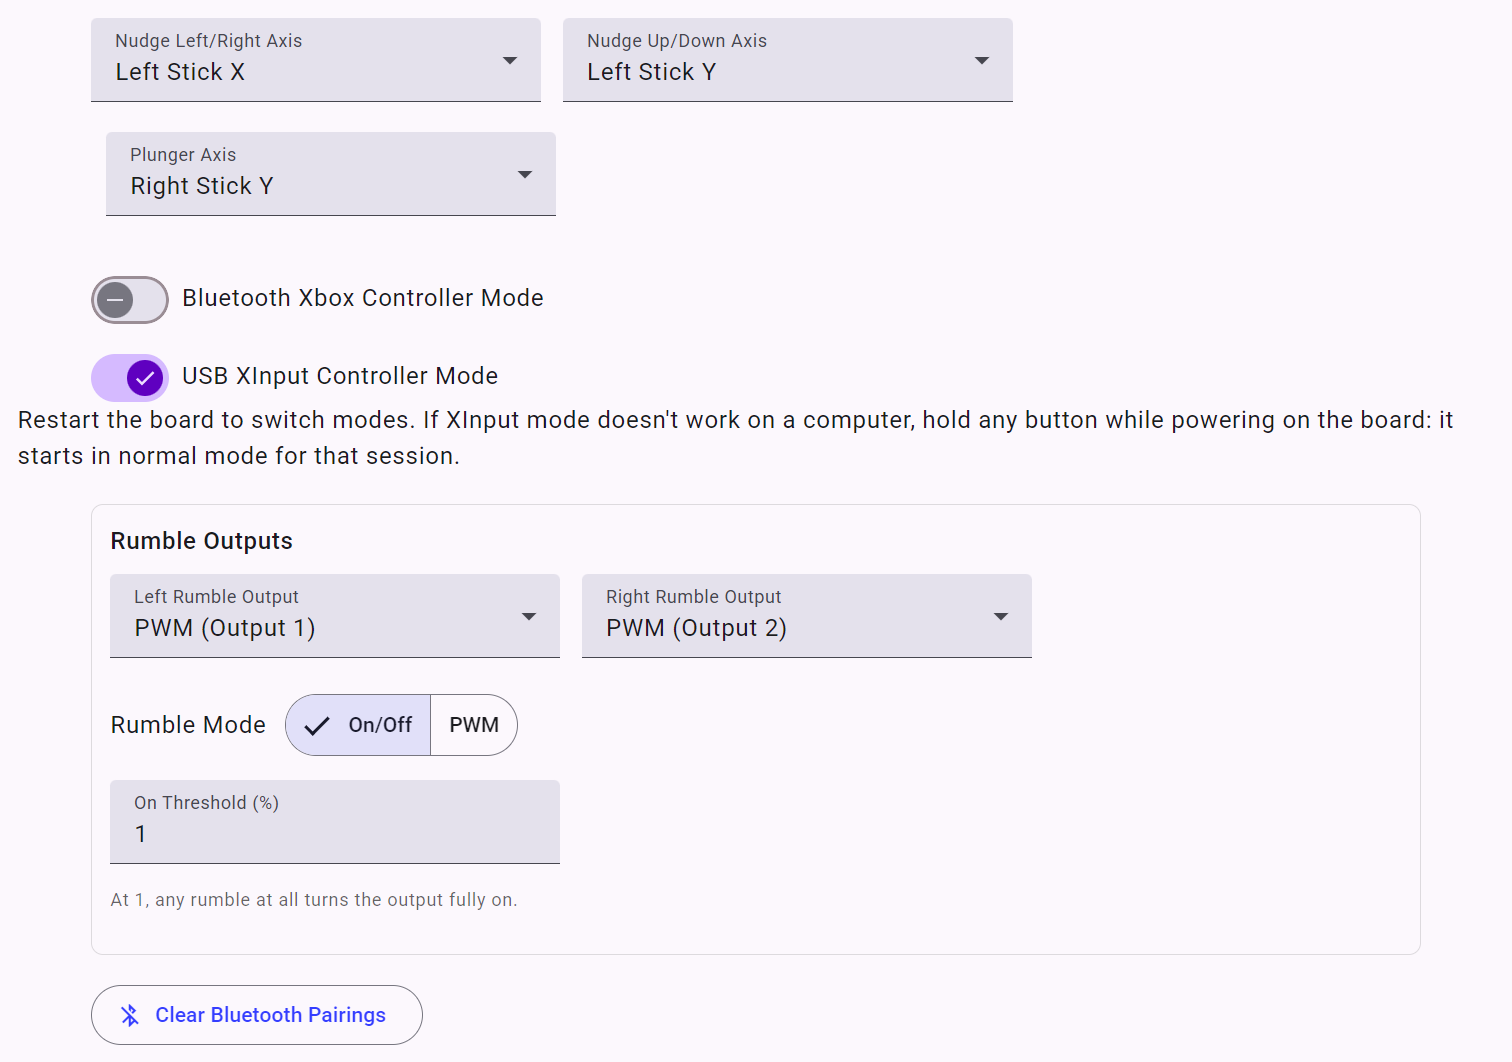 Nudge Left/Right Axis
Left Stick X
Nudge Up/Down Axis
Left Stick Y
Plunger Axis
Right Stick Y
Bluetooth Xbox Controller Mode
USB XInput Controller Mode
Restart the board to switch modes. If XInput mode doesn't work on a computer, hold any button while powering on the board: it
starts in normal mode for that session.
Rumble Outputs
Left Rumble Output
PWM (Output 1)
Right Rumble Output
PWM (Output 2)
Rumble Mode
On/Off
PWM
On Threshold (%)
1
At 1, any rumble at all turns the output fully on.
Clear Bluetooth Pairings